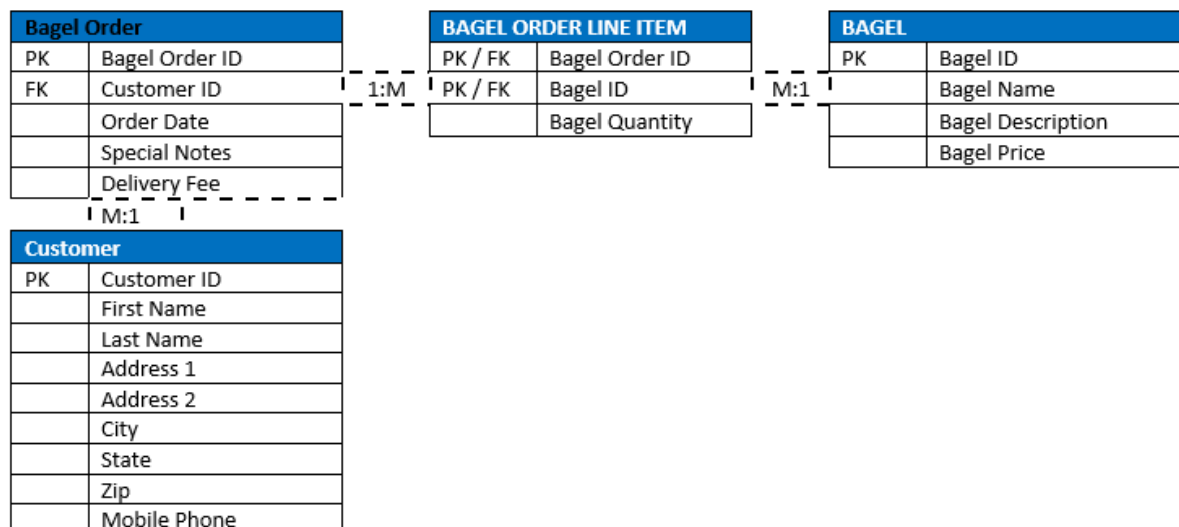 Bagel Order
PK Bagel Order ID
FK Customer ID
Order Date
Special Notes
Delivery Fee
1:M
BAGEL ORDER LINE ITEM
PK / FK Bagel Order ID
PK / FK Bagel ID
Bagel Quantity
M:1
BAGEL
PK Bagel ID
Bagel Name
Bagel Description
Bagel Price
M:1
Customer
PK Customer ID
First Name
Last Name
Address 1
Address 2
City
State
Zip
Mobile Phone